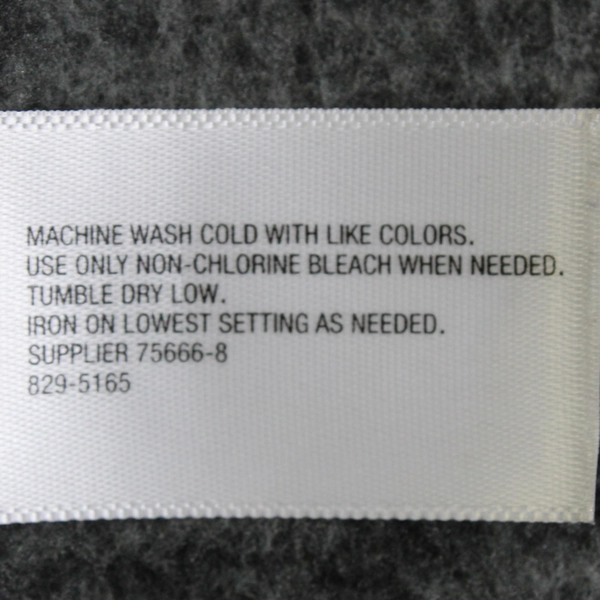 MACHINE WASH COLD WITH LIKE COLORS.
USE ONLY NON-CHLORINE BLEACH WHEN NEEDED.
TUMBLE DRY LOW.
IRON ON LOWEST SETTING AS NEEDED.
SUPPLIER 75666-8
829-5165